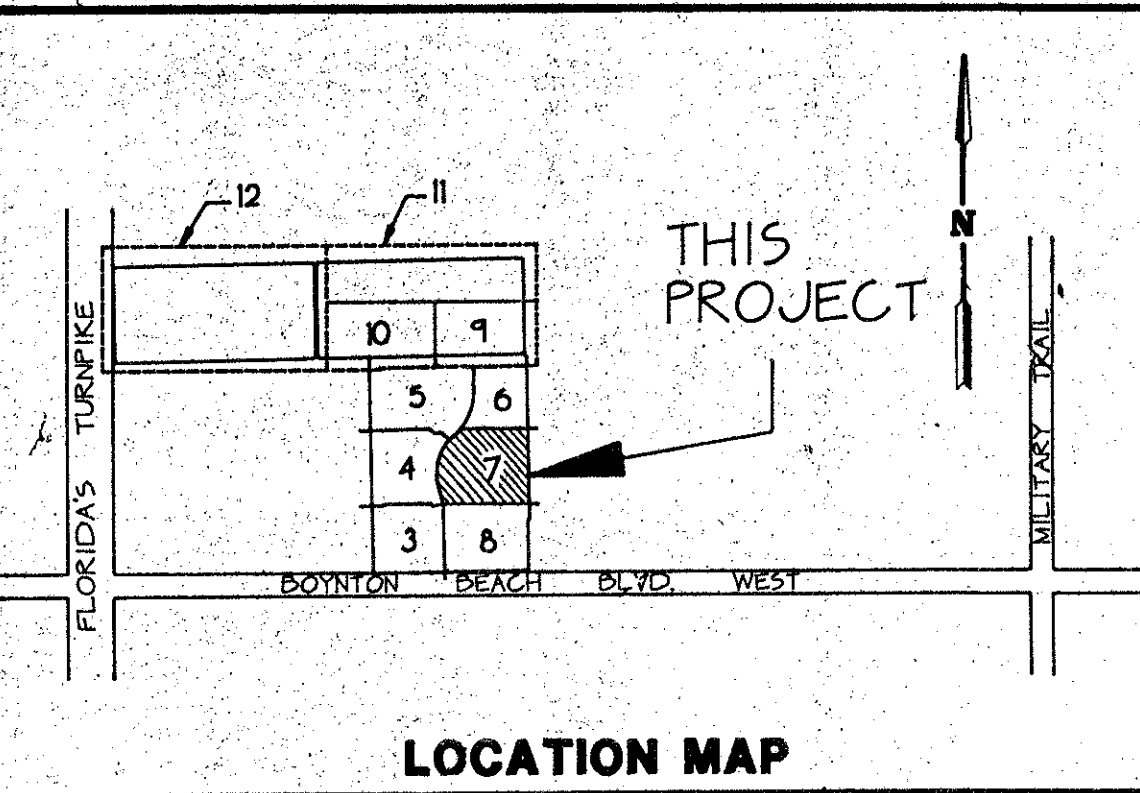 12
11
THIS
PROJECT
N
10
9
5
6
4
7
3
8
FLORIDA'S TURNPIKE
MILITARY TRAIL
BOYNTON BEACH BLVD. WEST
LOCATION MAP